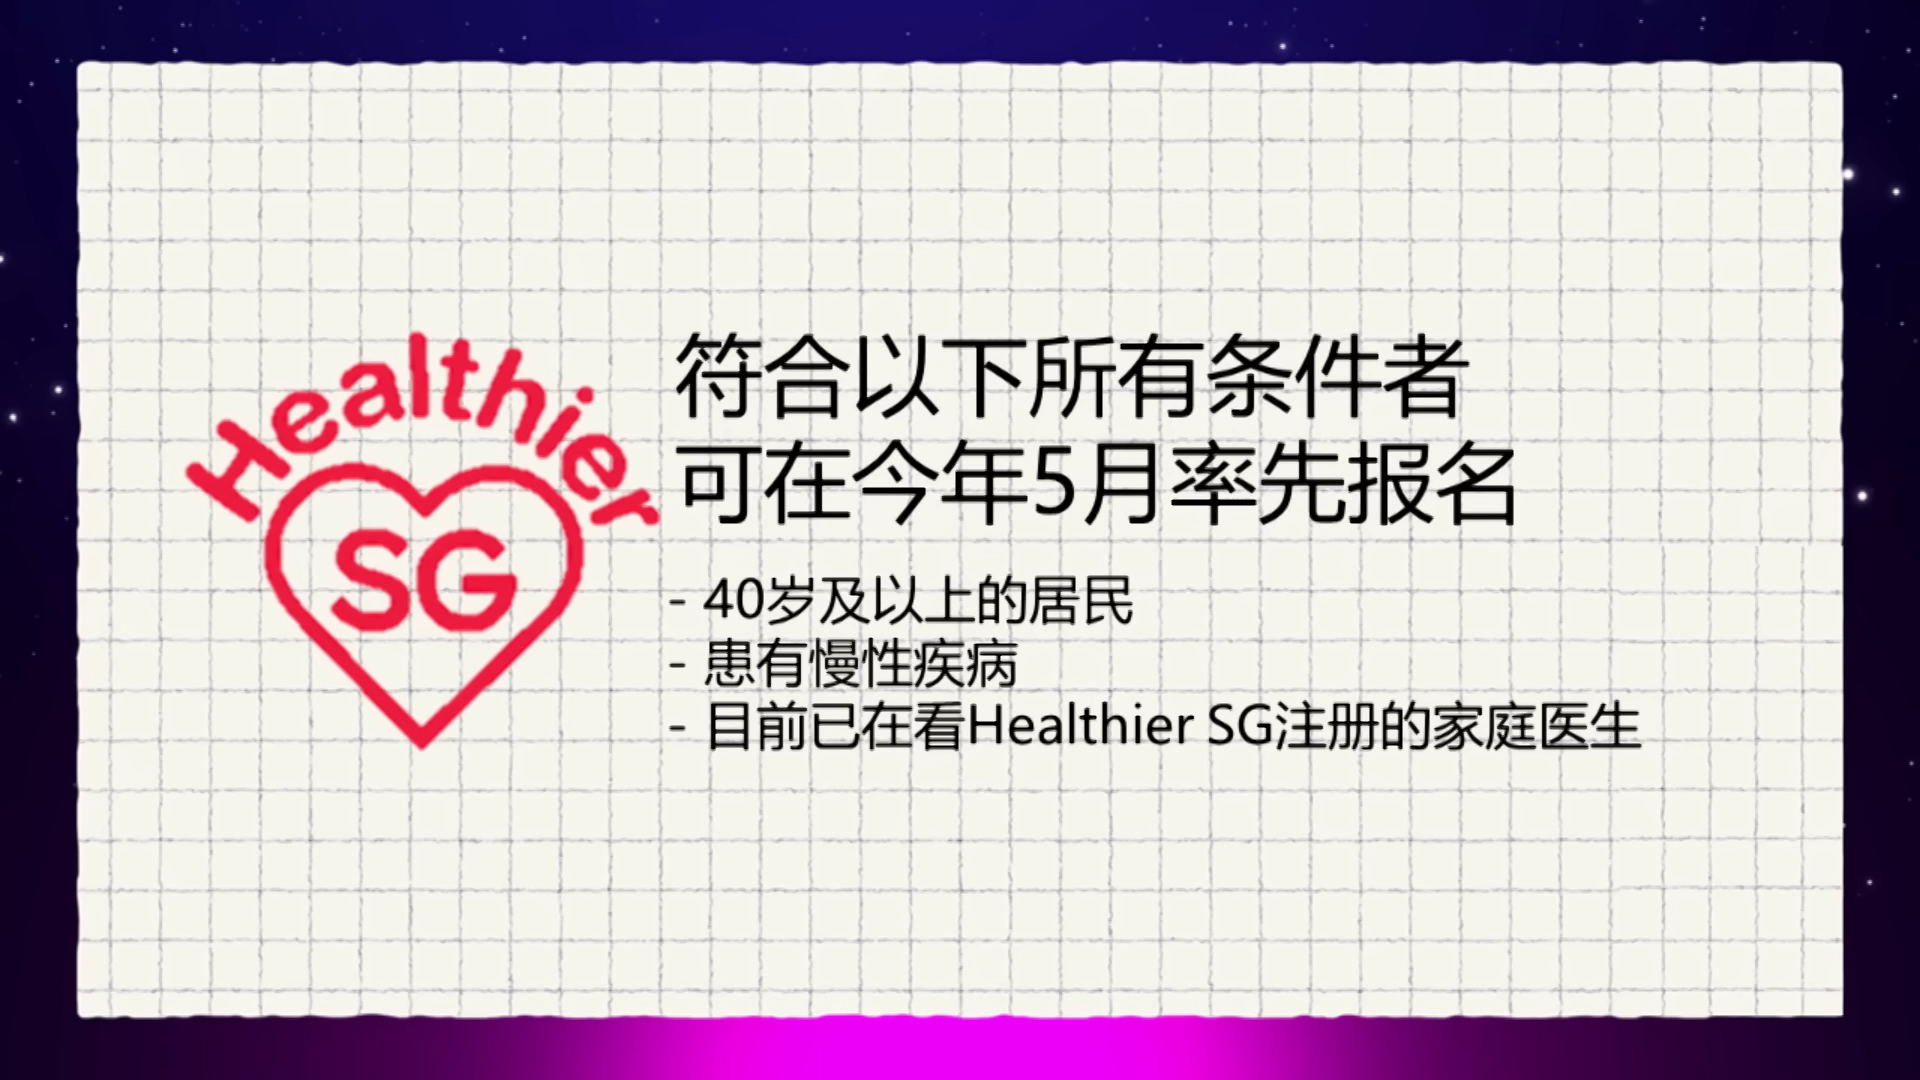 Healthier
SG
符合以下所有条件者
可在今年5月率先报名
- 40岁及以上的居民
- 患有慢性疾病
- 目前已在看Healthier SG注册的家庭医生